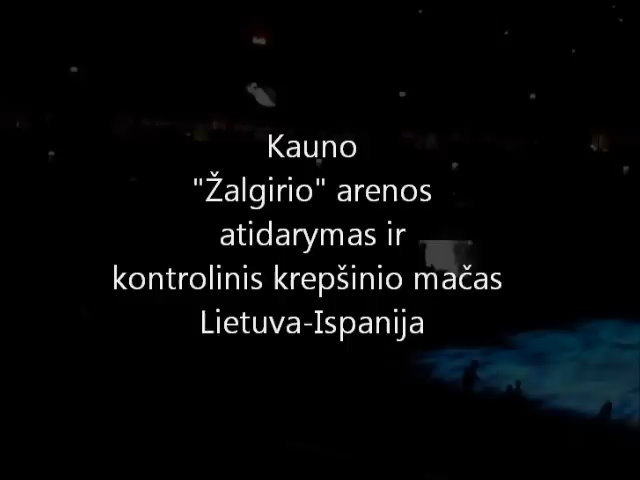 Kauno
"Žalgirio" arenos
atidarymas ir
kontrolinis krepšinio mačas
Lietuva-Ispanija